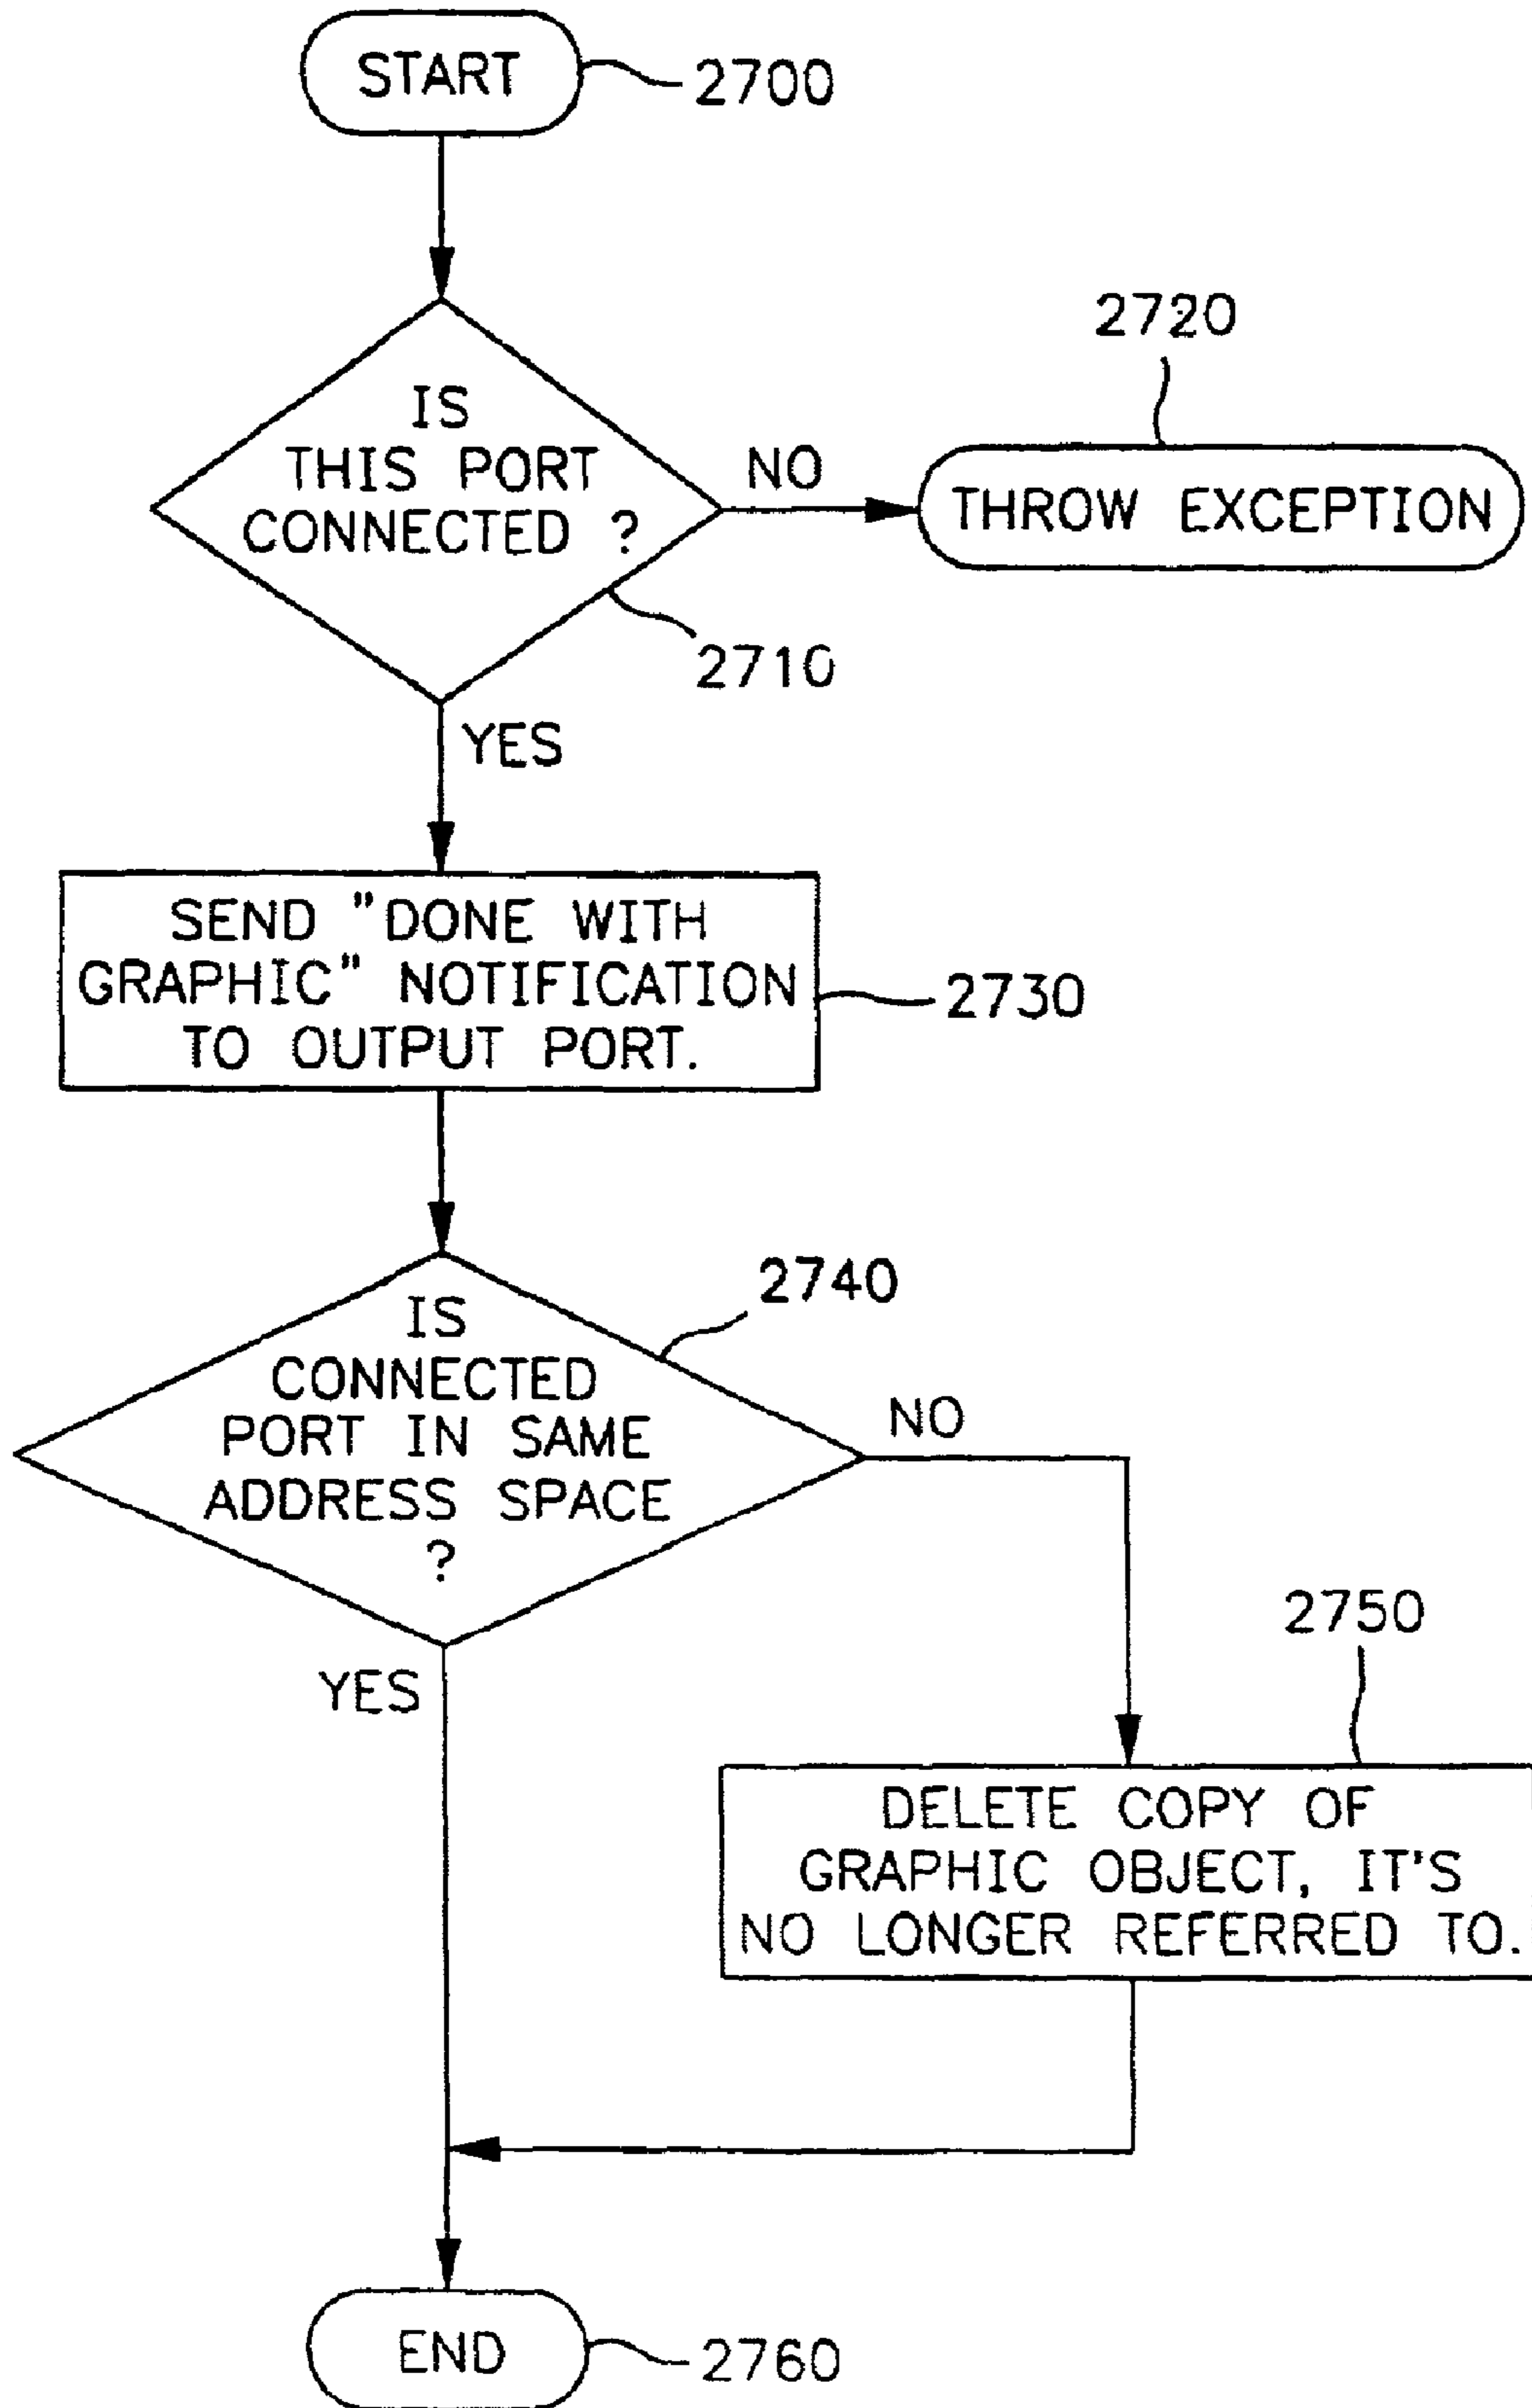 START
2700
IS
THIS PORT
CONNECTED ?
NO
2720
THROW EXCEPTION
2710
YES
SEND "DONE WITH
GRAPHIC" NOTIFICATION
TO OUTPUT PORT.
2730
2740
IS
CONNECTED
PORT IN SAME
ADDRESS SPACE
?
NO
YES
2750
DELETE COPY OF
GRAPHIC OBJECT, IT'S
NO LONGER REFERRED TO.
END
2760